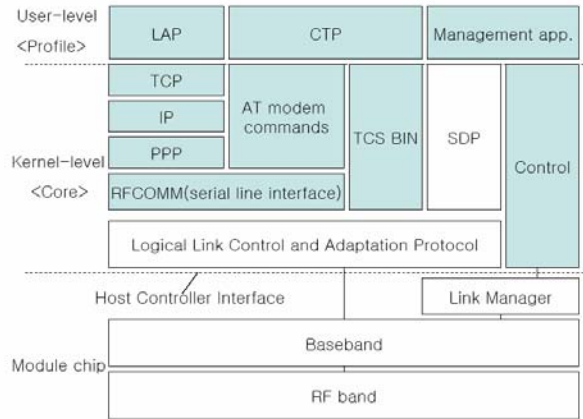 User-level
<Profile>
LAP
CTP
Management app.
Kernel-level
<Core>
TCP
IP
PPP
AT modem
commands
TCS BIN
SDP
Control
RFCOMM(serial line interface)
Logical Link Control and Adaptation Protocol
Host Controller Interface
Link Manager
Module chip
Baseband
RF band